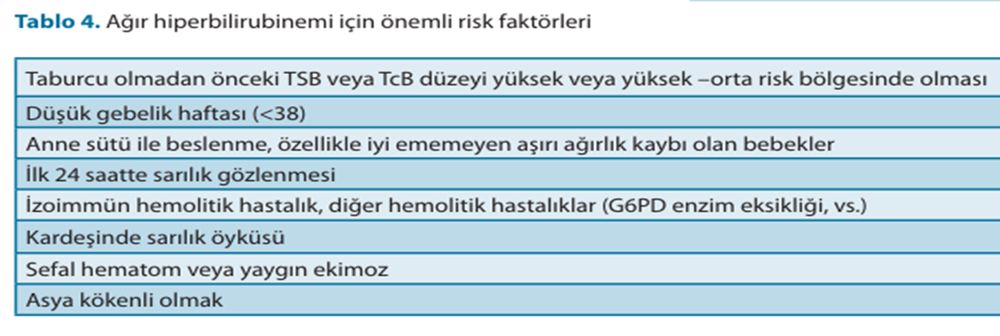 Tablo 4. Ağır hiperbilirubinemi için önemli risk faktörleri
Taburcu olmadan önceki TSB veya TcB düzeyi yüksek veya yüksek –orta risk bölgesinde olması
Düşük gebelik haftası (<38)
Anne sütü ile beslenme, özellikle iyi ememeyen aşırı ağırlık kaybı olan bebekler
İlk 24 saatte sarılık gözlenmesi
İzoimmün hemolitik hastalık, diğer hemolitik hastalıklar (G6PD enzim eksikliği, vs.)
Kardeşinde sarılık öyküsü
Sefal hematom veya yaygın ekimoz
Asya kökenli olmak